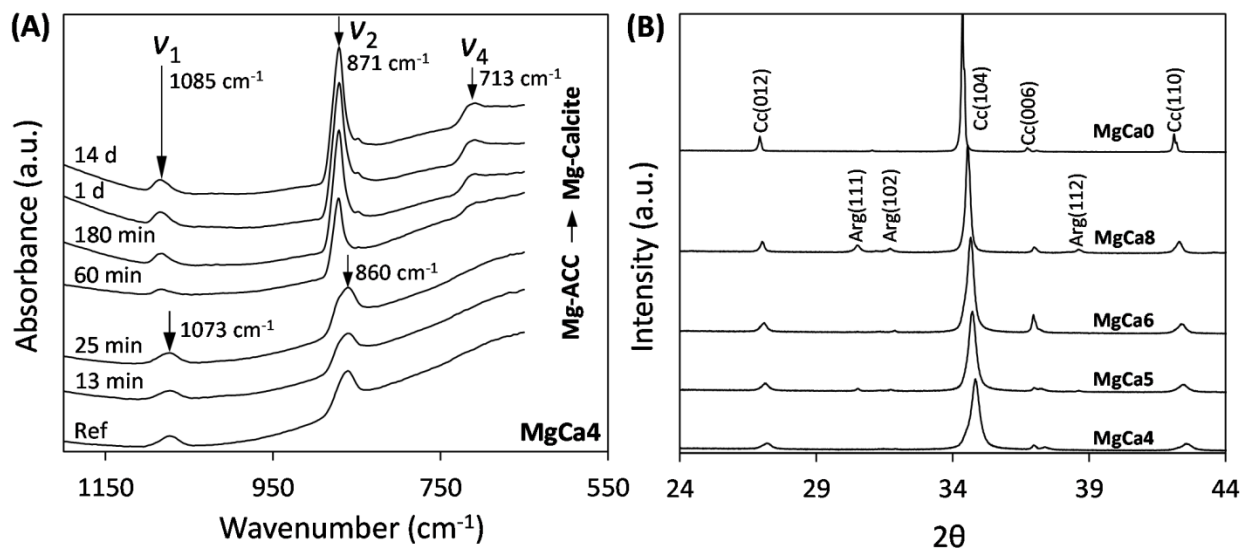 (A)
ν1
1085 cm-1
ν2
871 cm-1
ν4
713 cm-1
14 d
1 d
180 min
60 min
25 min
13 min
Ref
860 cm-1
1073 cm-1
Mg-ACC → Mg-Calcite
MgCa4
Absorbance (a.u.)
1150 950 750 550
Wavenumber (cm-1)
(B)
Cc(012)
Cc(104)
Cc(006)
Cc(110)
MgCa0
Arg(111)
Arg(102)
Arg(112)
MgCa8
MgCa6
MgCa5
MgCa4
Intensity (a.u.)
24 29 34 39 44
2θ